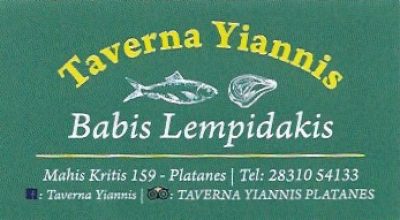 Taverna Yiannis
Babis Lempidakis
Mahis Kritis 159 - Platanes | Tel: 28310 54133
: Taverna Yiannis | : TAVERNA YIANNIS PLATANES